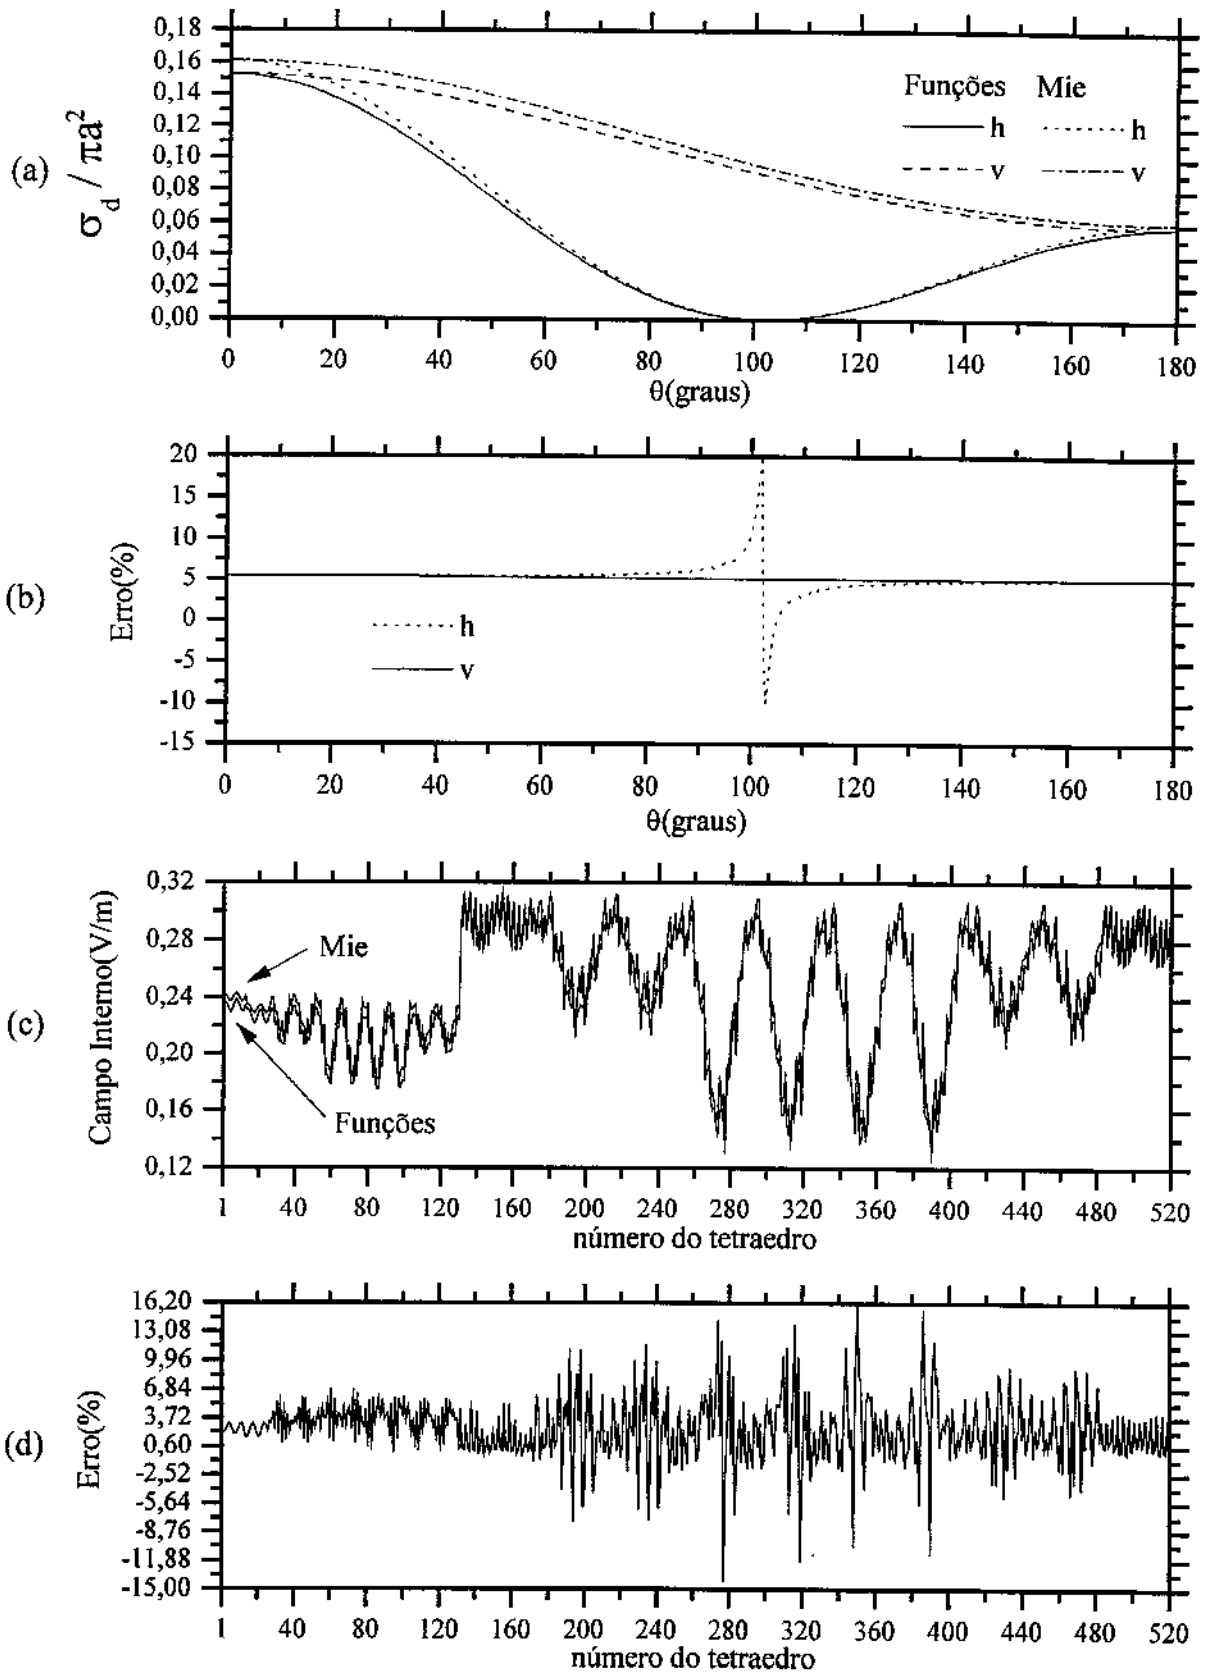 (a)
σd / πa²
0,18
0,16
0,14
0,12
0,10
0,08
0,06
0,04
0,02
0,00
Funções Mie
h h
v v
0 20 40 60 80 100 120 140 160 180
θ(graus)
(b)
Erro(%)
20
15
10
5
0
-5
-10
-15
h
v
0 20 40 60 80 100 120 140 160 180
θ(graus)
(c)
Campo Interno(V/m)
0,32
0,28
0,24
0,20
0,16
0,12
Mie
Funções
1 40 80 120 160 200 240 280 320 360 400 440 480 520
número do tetraedro
(d)
Erro(%)
16,20
13,08
9,96
6,84
3,72
0,60
-2,52
-5,64
-8,76
-11,88
-15,00
1 40 80 120 160 200 240 280 320 360 400 440 480 520
número do tetraedro